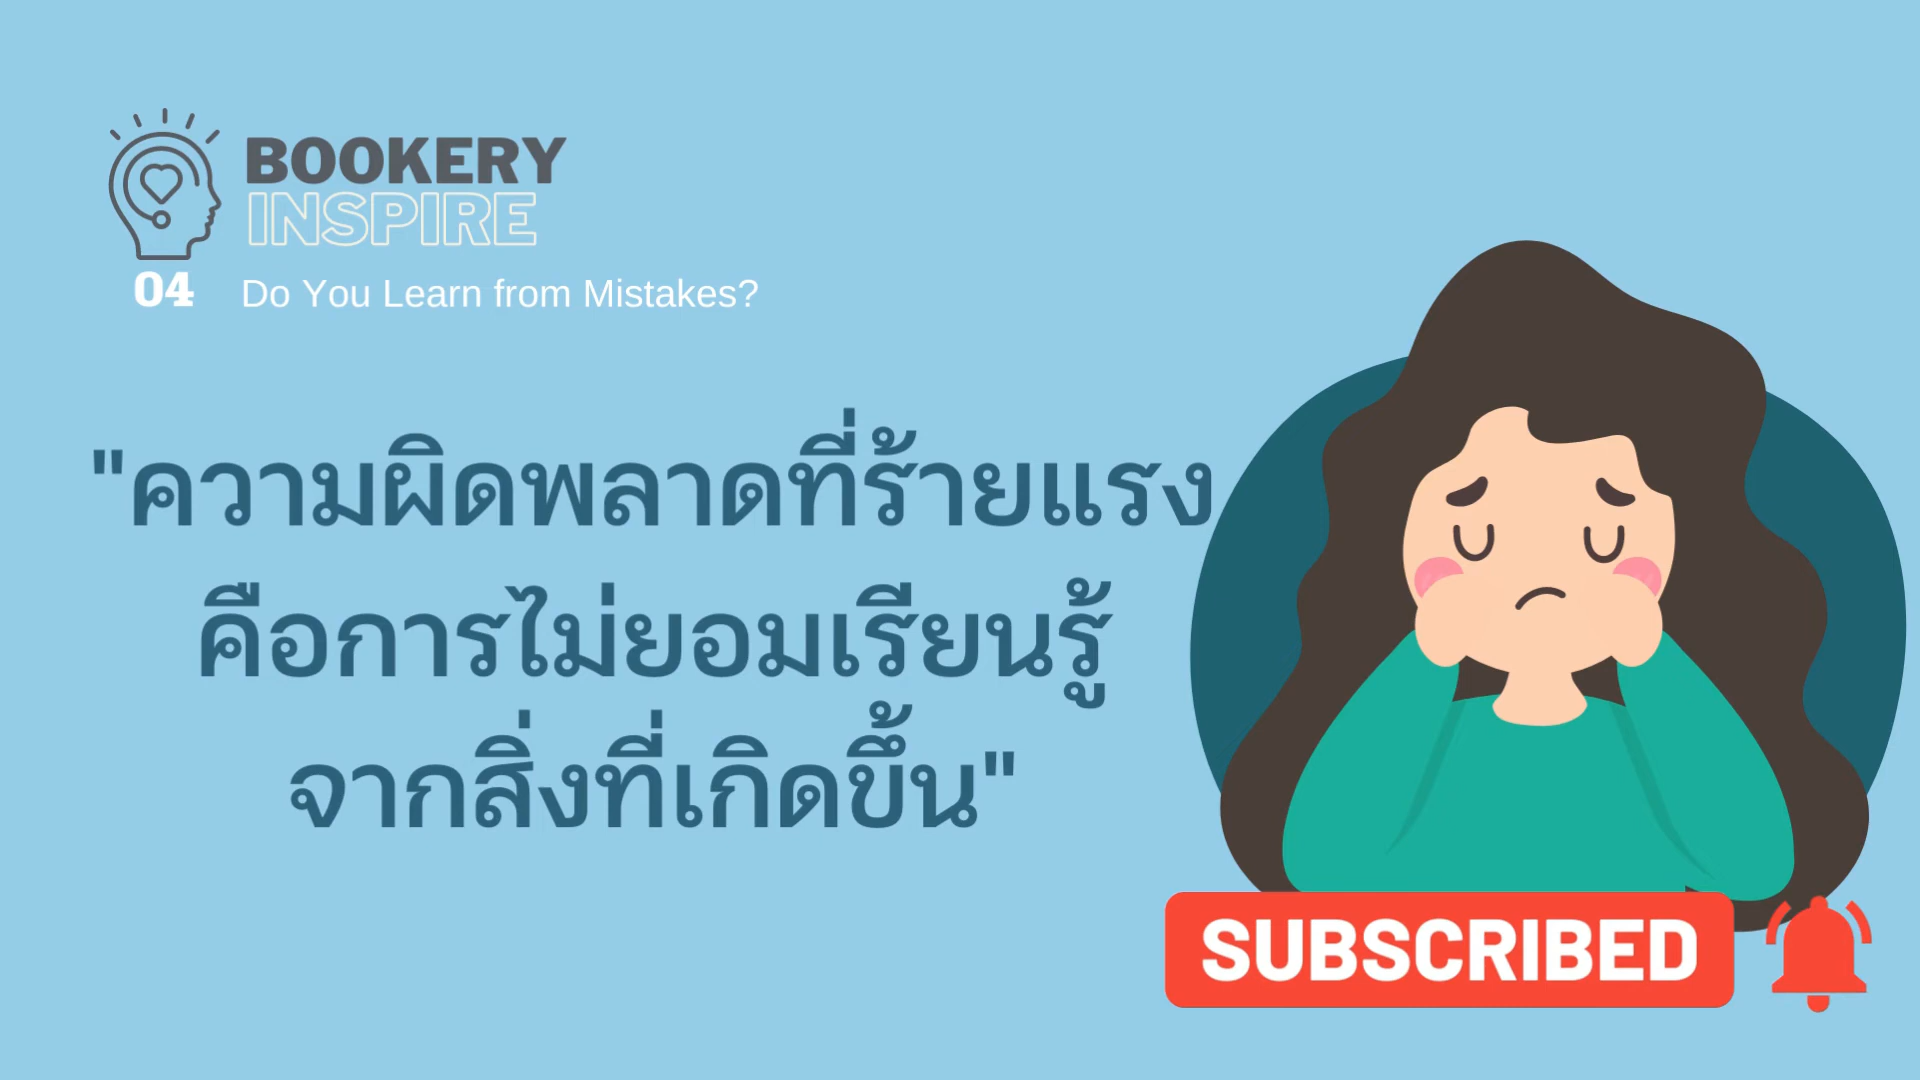 BOOKERY
INSPIRE
04 Do You Learn from Mistakes?
"ความผิดพลาดที่ร้ายแรง
คือการไม่ยอมเรียนรู้
จากสิ่งที่เกิดขึ้น"
SUBSCRIBED